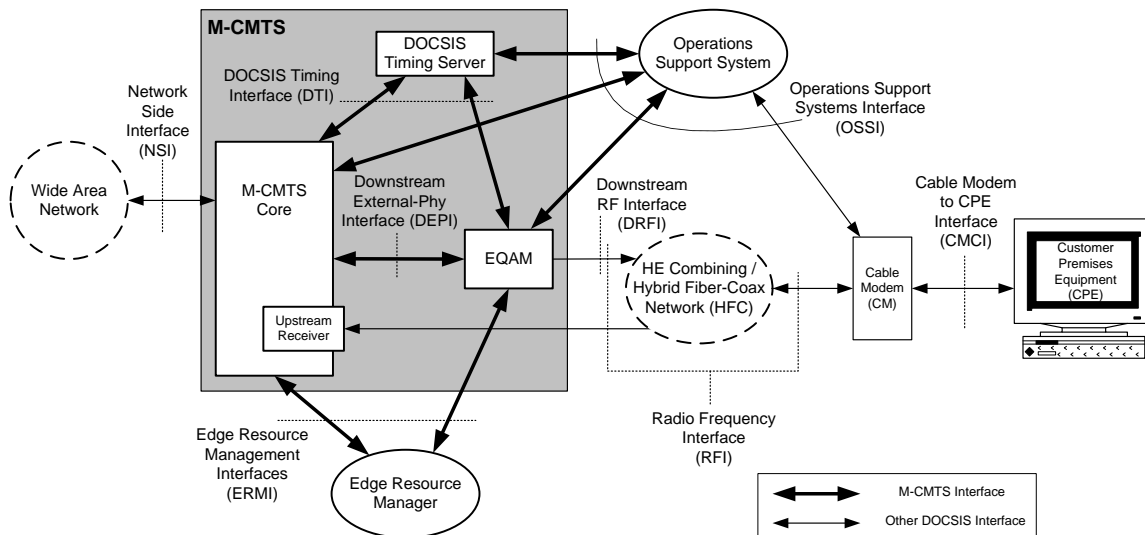 M-CMTS
DOCSIS
Timing Server
Operations
Support System
DOCSIS Timing
Interface (DTI)
Operations Support
Systems Interface
(OSSI)
Network
Side
Interface
(NSI)
Wide Area
Network
M-CMTS
Core
Downstream
External-Phy
Interface (DEPI)
EQAM
Downstream
RF Interface
(DRFI)
HE Combining /
Hybrid Fiber-Coax
Network (HFC)
Cable
Modem
(CM)
Cable Modem
to CPE
Interface
(CMCI)
Customer
Premises
Equipment
(CPE)
Upstream
Receiver
Edge Resource
Management
Interfaces
(ERMI)
Edge Resource
Manager
Radio Frequency
Interface
(RFI)
M-CMTS Interface
Other DOCSIS Interface